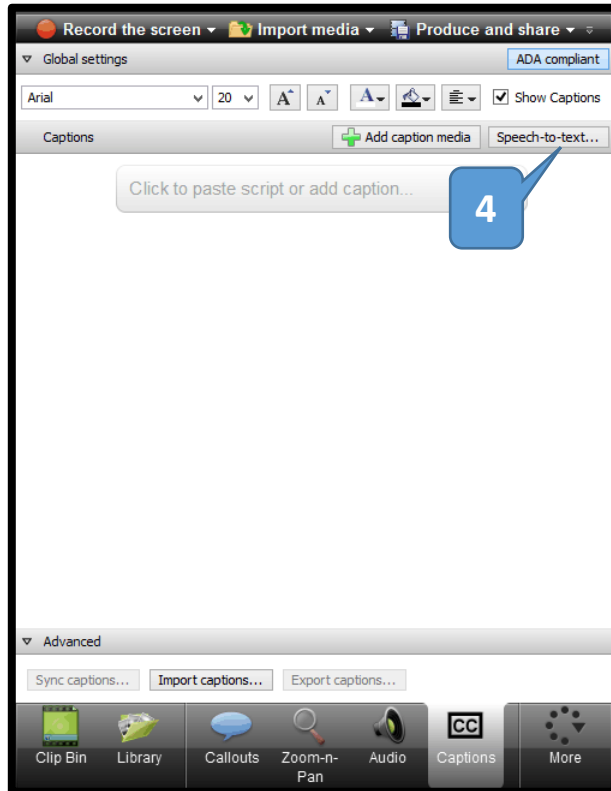 Record the screen Import media Produce and share
Global settings ADA compliant
Arial 20 A A A Show Captions
Captions Add caption media Speech-to-text...
Click to paste script or add caption...
4
Advanced
Sync captions... Import captions... Export captions...
CC
Clip Bin Library Callouts Zoom-n- Audio Captions More
Pan